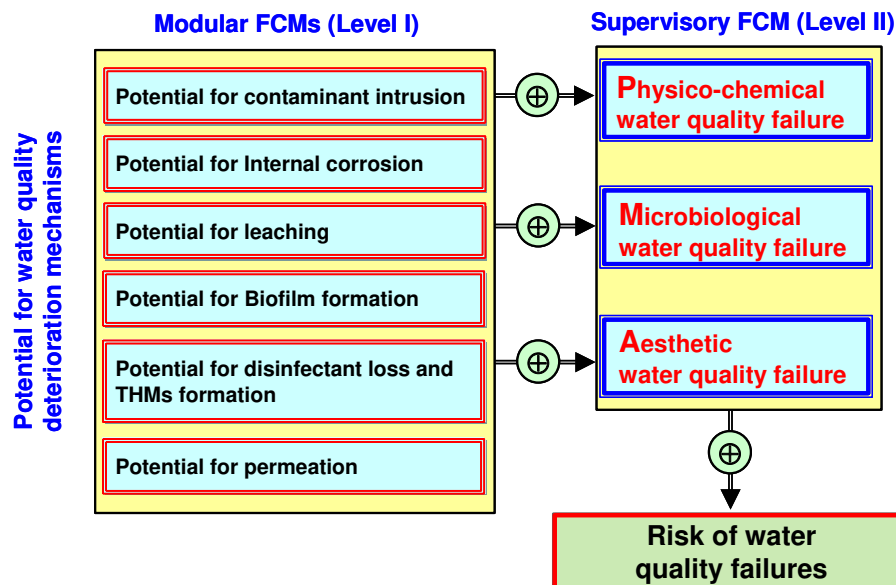 Modular FCMs (Level I)
Supervisory FCM (Level II)
Potential for water quality
deterioration mechanisms
Potential for contaminant intrusion
Potential for Internal corrosion
Potential for leaching
Potential for Biofilm formation
Potential for disinfectant loss and
THMs formation
Potential for permeation
Physico-chemical
water quality failure
Microbiological
water quality failure
Aesthetic
water quality failure
Risk of water
quality failures